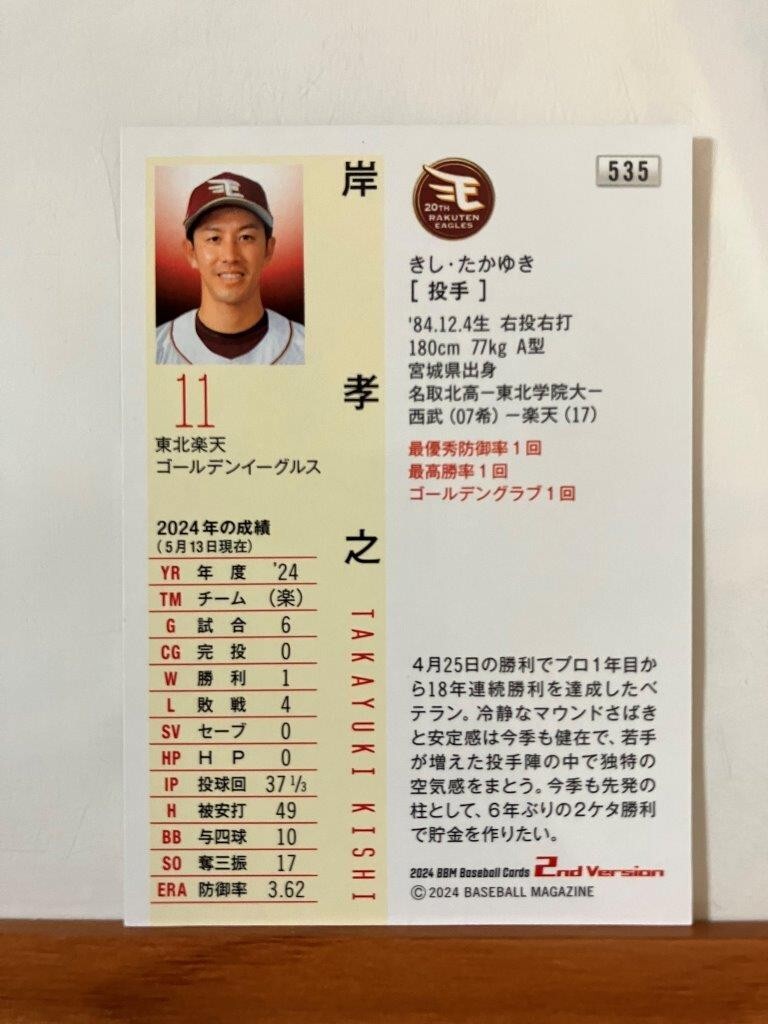 岸孝之
TAKAYUKI KISHI
11
東北楽天
ゴールデンイーグルス
2024年の成績
(5月13日現在)
YR 年度 '24
TM チーム (楽)
G 試合 6
CG 完投 0
W 勝利 1
L 敗戦 4
SV セーブ 0
HP H P 0
IP 投球回 37 1/3
H 被安打 49
BB 与四球 10
SO 奪三振 17
ERA 防御率 3.62
E
20TH
RAKUTEN
EAGLES
535
きし・たかゆき
[ 投手 ]
'84.12.4生 右投右打
180cm 77kg A型
宮城県出身
名取北高ー東北学院大ー
西武(07希)ー楽天(17)
最優秀防御率1回
最高勝率1回
ゴールデングラブ1回
4月25日の勝利でプロ1年目か
ら18年連続勝利を達成したベ
テラン。冷静なマウンドさばき
と安定感は今季も健在で、若手
が増えた投手陣の中で独特の
空気感をまとう。今季も先発の
柱として、6年ぶりの2ケタ勝利
で貯金を作りたい。
2024 BBM Baseball Cards 2nd Version
©2024 BASEBALL MAGAZINE